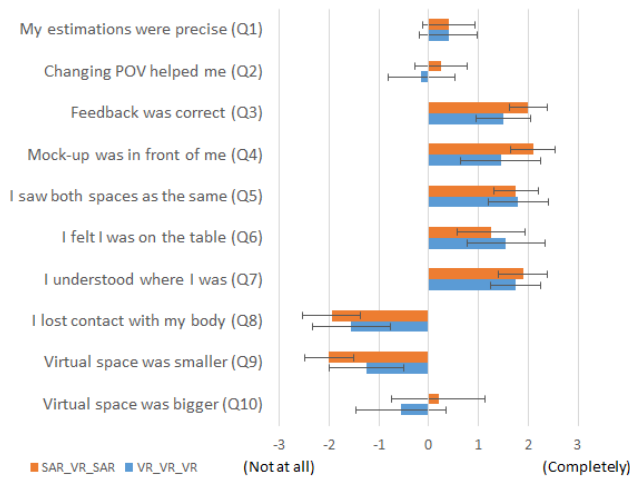 My estimations were precise (Q1)
Changing POV helped me (Q2)
Feedback was correct (Q3)
Mock-up was in front of me (Q4)
I saw both spaces as the same (Q5)
I felt I was on the table (Q6)
I understood where I was (Q7)
I lost contact with my body (Q8)
Virtual space was smaller (Q9)
Virtual space was bigger (Q10)
-3 -2 -1 0 1 2 3
SAR_VR_SAR VR_VR_VR (Not at all) (Completely)